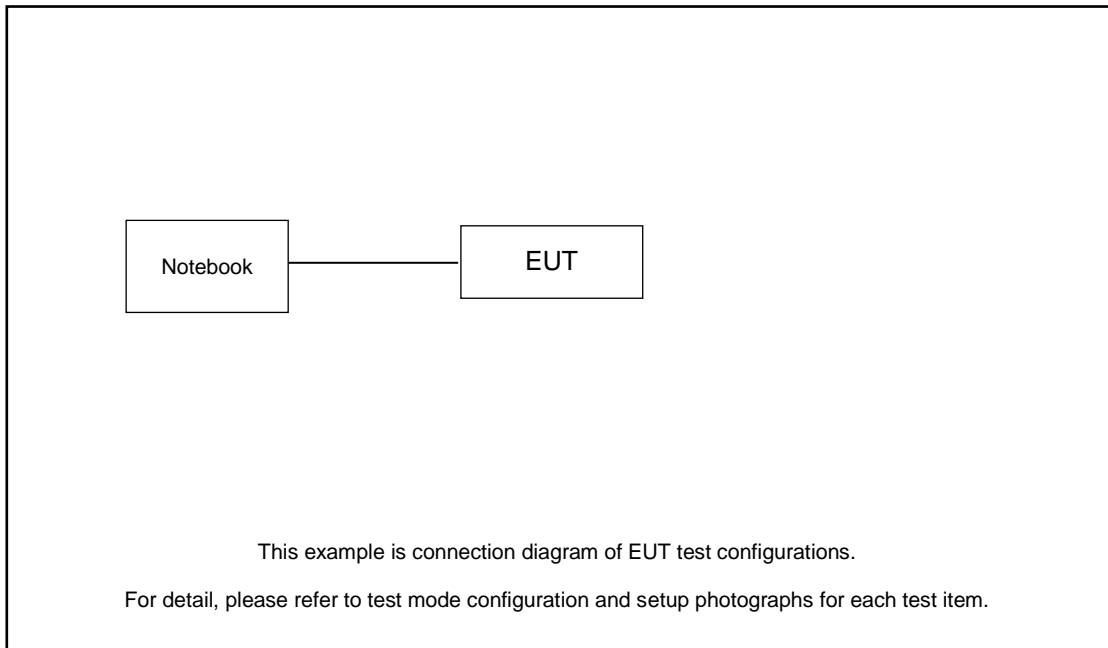 Notebook
EUT
This example is connection diagram of EUT test configurations.
For detail, please refer to test mode configuration and setup photographs for each test item.